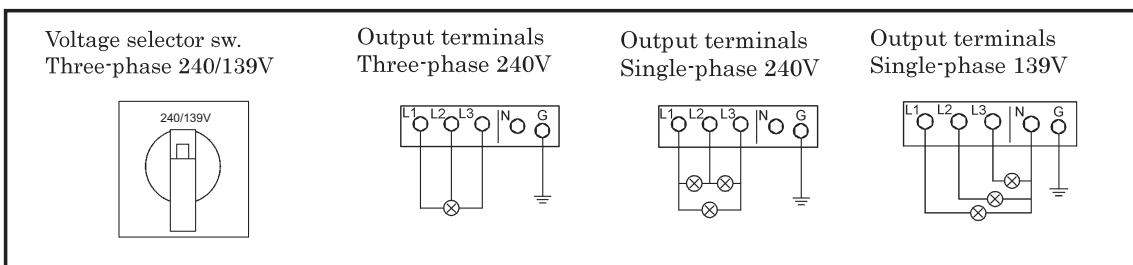 Voltage selector sw.
Three-phase 240/139V
240/139V
Output terminals
Three-phase 240V
L1 L2 L3 N G
Output terminals
Single-phase 240V
L1 L2 L3 N G
Output terminals
Single-phase 139V
L1 L2 L3 N G